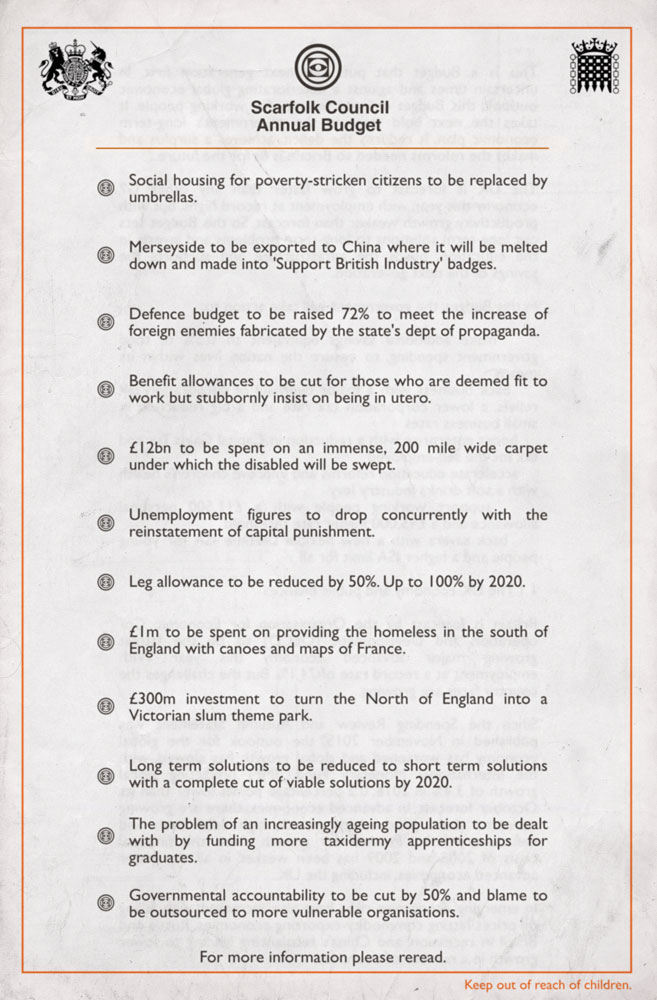 Scarfolk Council
Annual Budget
Social housing for poverty-stricken citizens to be replaced by
umbrellas.
Merseyside to be exported to China where it will be melted
down and made into 'Support British Industry' badges.
Defence budget to be raised 72% to meet the increase of
foreign enemies fabricated by the state's dept of propaganda.
Benefit allowances to be cut for those who are deemed fit to
work but stubbornly insist on being in utero.
£12bn to be spent on an immense, 200 mile wide carpet
under which the disabled will be swept.
Unemployment figures to drop concurrently with the
reinstatement of capital punishment.
Leg allowance to be reduced by 50%. Up to 100% by 2020.
£1m to be spent on providing the homeless in the south of
England with canoes and maps of France.
£300m investment to turn the North of England into a
Victorian slum theme park.
Long term solutions to be reduced to short term solutions
with a complete cut of viable solutions by 2020.
The problem of an increasingly ageing population to be dealt
with by funding more taxidermy apprenticeships for
graduates.
Governmental accountability to be cut by 50% and blame to
be outsourced to more vulnerable organisations.
For more information please reread.
Keep out of reach of children.